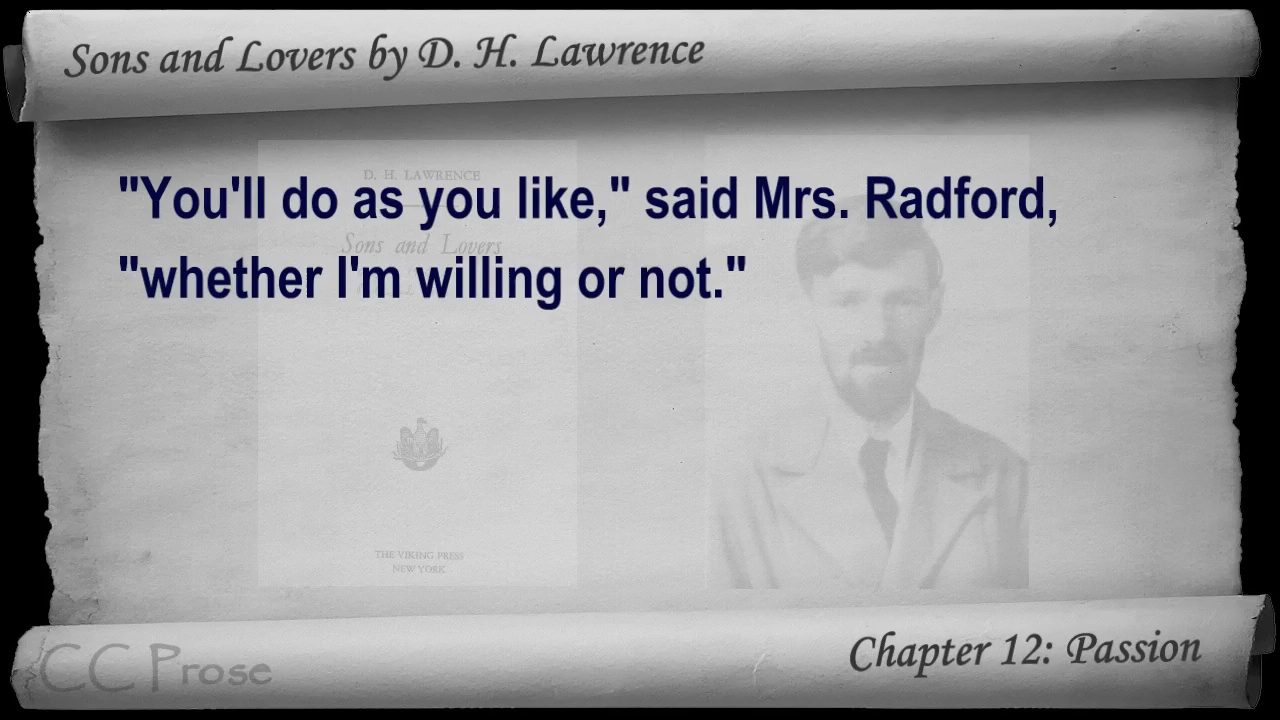 Sons and Lovers by D. H. Lawrence
D. H. LAWRENCE
"You'll do as you like," said Mrs. Radford,
Sons and Lovers
"whether I'm willing or not."
THE VIKING PRESS
NEW YORK
CC Prose
Chapter 12: Passion